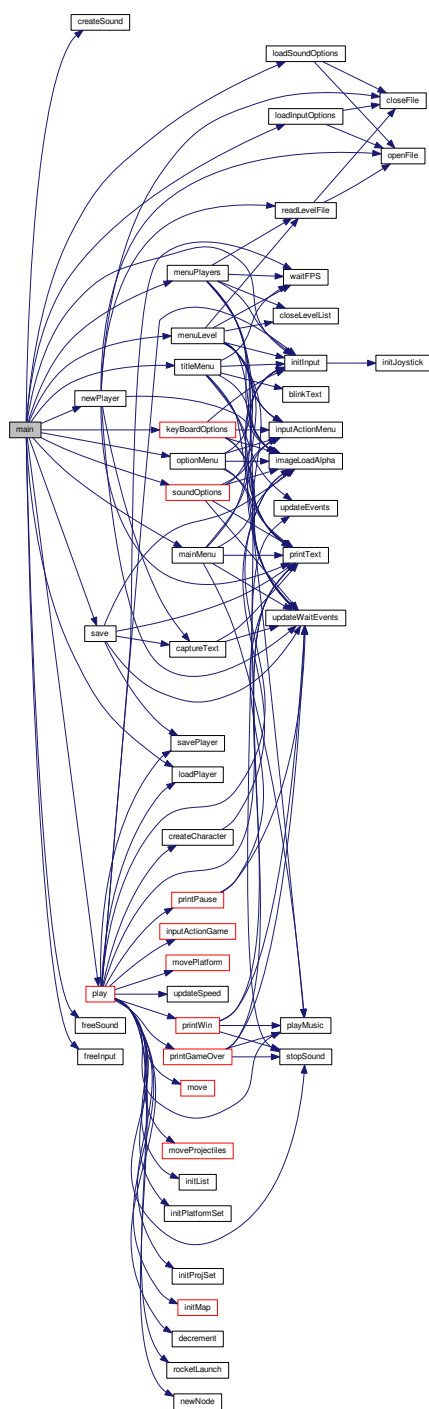 createSound
loadSoundOptions
closeFile
loadInputOptions
openFile
readLevelFile
menuPlayers
waitFPS
closeLevelList
menuLevel
initInput
initJoystick
titleMenu
blinkText
newPlayer
main
keyBoardOptions
inputActionMenu
optionMenu
imageLoadAlpha
soundOptions
updateEvents
mainMenu
printText
updateWaitEvents
save
captureText
savePlayer
loadPlayer
createCharacter
printPause
inputActionGame
movePlatform
play
updateSpeed
freeSound
printWin
playMusic
freeInput
printGameOver
stopSound
move
moveProjectiles
initList
initPlatformSet
initProjSet
initMap
decrement
rocketLaunch
newNode